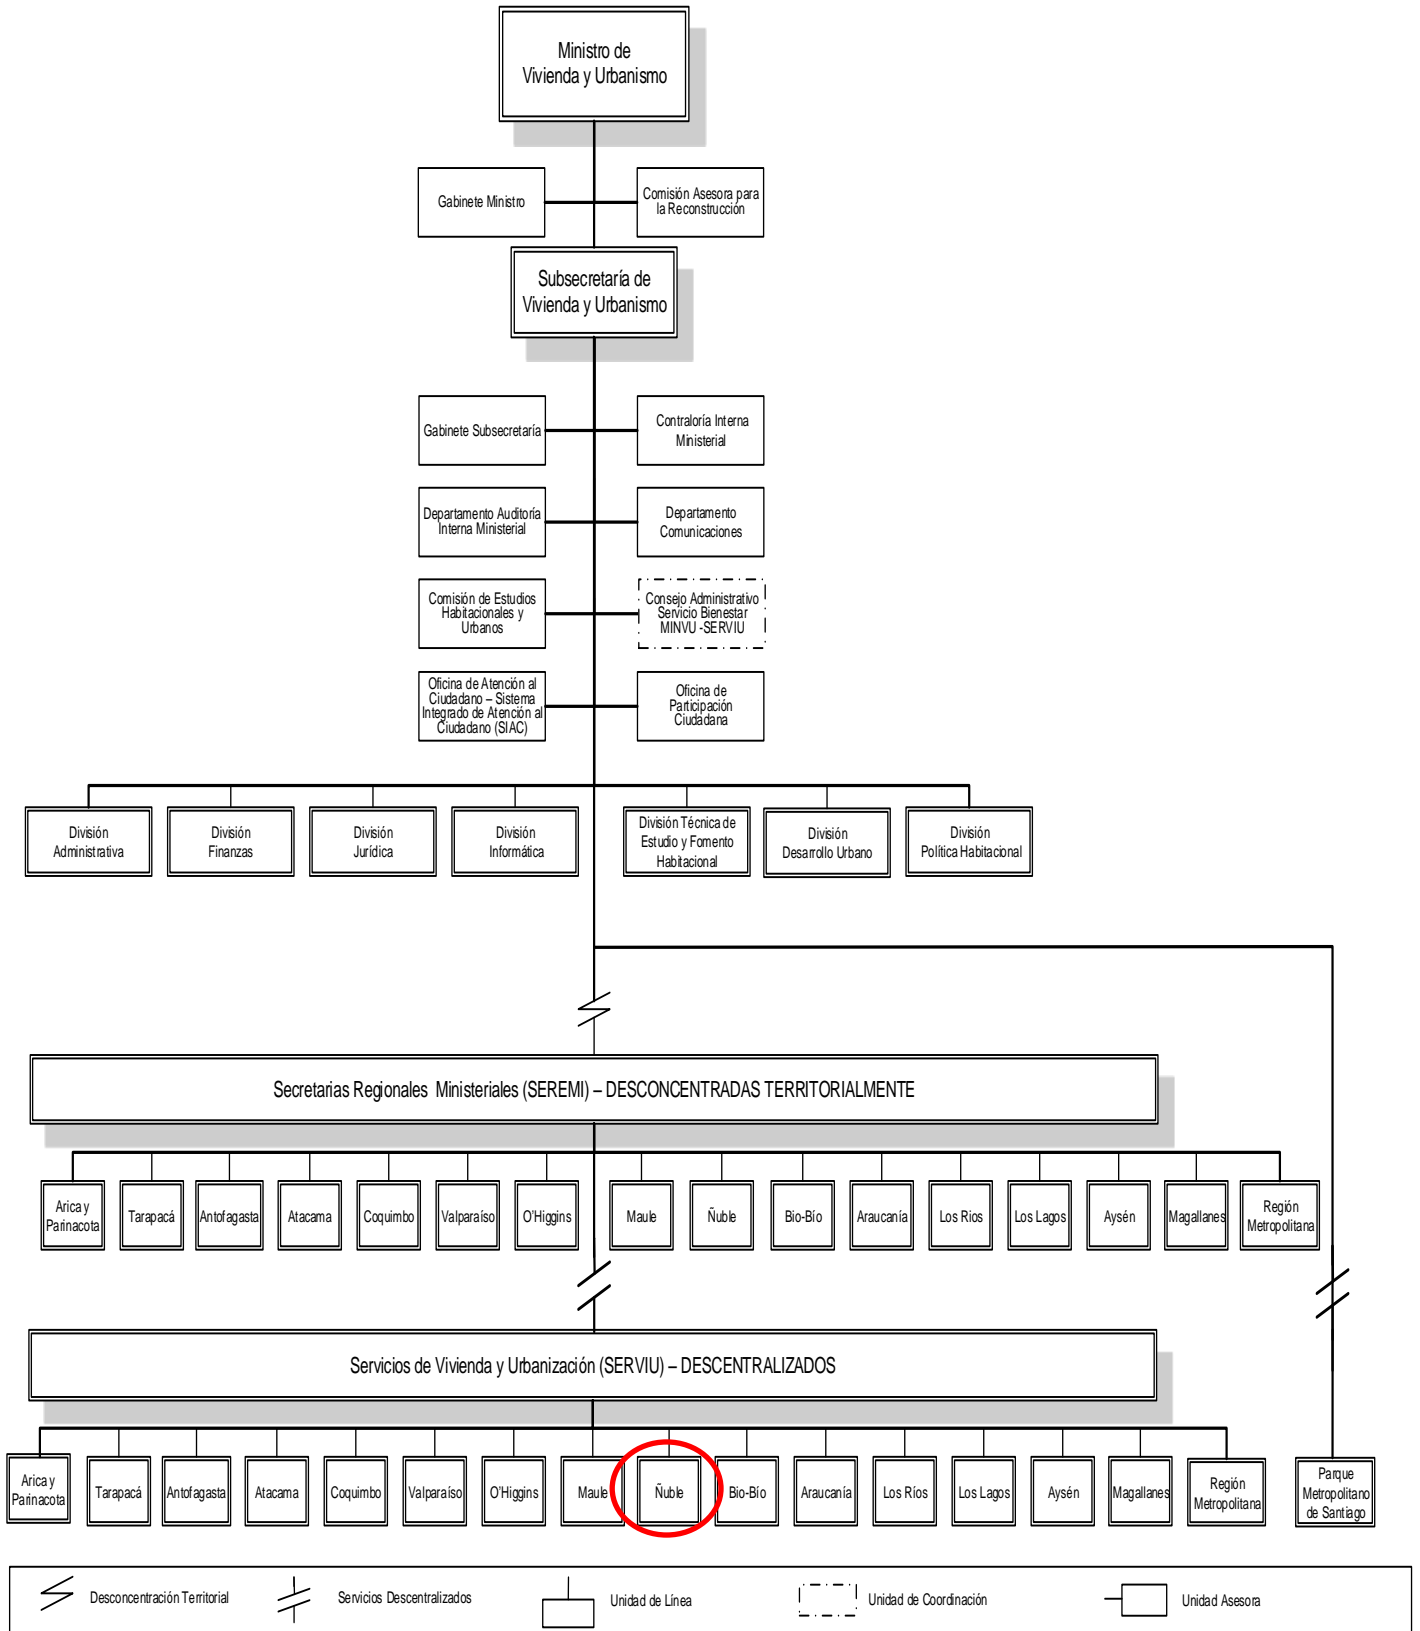 Ministro de
Vivienda y Urbanismo
Gabinete Ministro
Comisión Asesora para
la Reconstrucción
Subsecretaría de
Vivienda y Urbanismo
Gabinete Subsecretaría
Contraloría Interna
Ministerial
Departamento Auditoría
Interna Ministerial
Departamento
Comunicaciones
Comisión de Estudios
Habitacionales y
Urbanos
Consejo Administrativo
Servicio Bienestar
MINVU -SERVIU
Oficina de Atención al
Ciudadano – Sistema
Integrado de Atención al
Ciudadano (SIAC)
Oficina de
Participación
Ciudadana
División
Administrativa
División
Finanzas
División
Jurídica
División
Informática
División Técnica de
Estudio y Fomento
Habitacional
División
Desarrollo Urbano
División
Política Habitacional
Secretarias Regionales Ministeriales (SEREMI) – DESCONCENTRADAS TERRITORIALMENTE
Arica y
Parinacota
Tarapacá
Antofagasta
Atacama
Coquimbo
Valparaíso
O'Higgins
Maule
Ñuble
Bio-Bío
Araucanía
Los Rios
Los Lagos
Aysén
Magallanes
Región
Metropolitana
Servicios de Vivienda y Urbanización (SERVIU) – DESCENTRALIZADOS
Arica y
Parinacota
Tarapacá
Antofagasta
Atacama
Coquimbo
Valparaíso
O'Higgins
Maule
Ñuble
Bio-Bío
Araucanía
Los Ríos
Los Lagos
Aysén
Magallanes
Región
Metropolitana
Parque
Metropolitano
de Santiago
Desconcentración Territorial
Servicios Descentralizados
Unidad de Línea
Unidad de Coordinación
Unidad Asesora